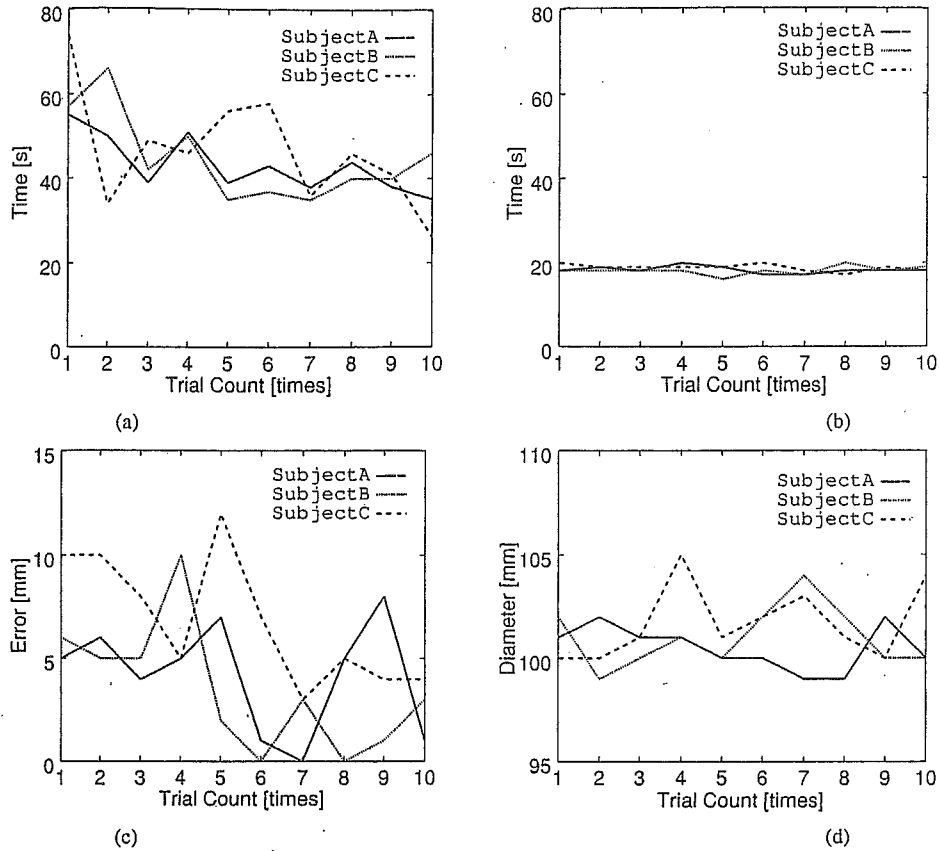 80
60
40
20
0
Time [s]
SubjectA
SubjectB
SubjectC
1 2 3 4 5 6 7 8 9 10
Trial Count [times]
(a)
80
60
40
20
0
Time [s]
SubjectA
SubjectB
SubjectC
1 2 3 4 5 6 7 8 9 10
Trial Count [times]
(b)
15
10
5
0
Error [mm]
SubjectA
SubjectB
SubjectC
1 2 3 4 5 6 7 8 9 10
Trial Count [times]
(c)
110
105
100
95
Diameter [mm]
SubjectA
SubjectB
SubjectC
1 2 3 4 5 6 7 8 9 10
Trial Count [times]
(d)